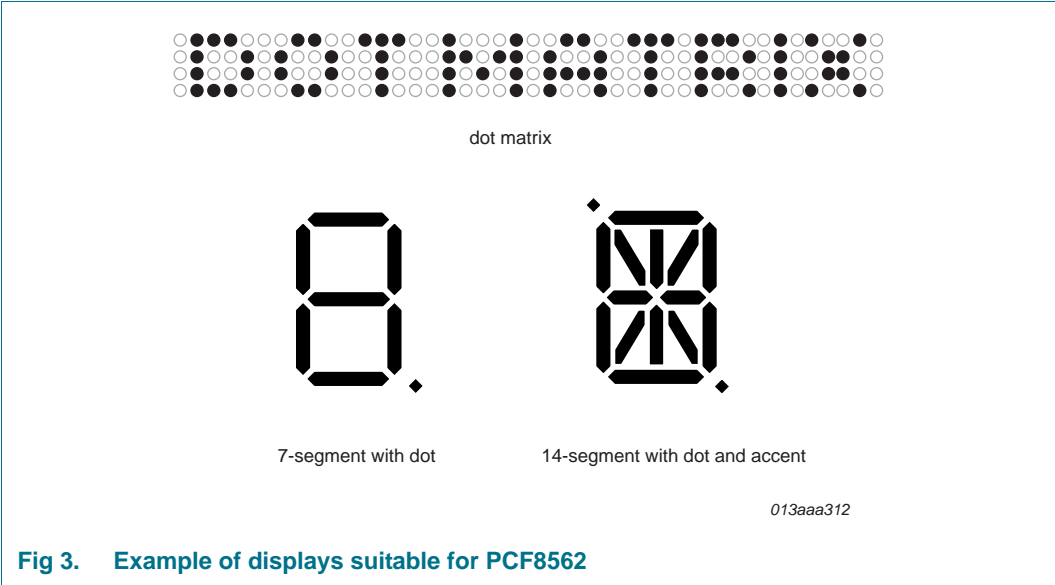 DOTMATRIX
dot matrix
7-segment with dot 14-segment with dot and accent
013aaa312
Fig 3. Example of displays suitable for PCF8562